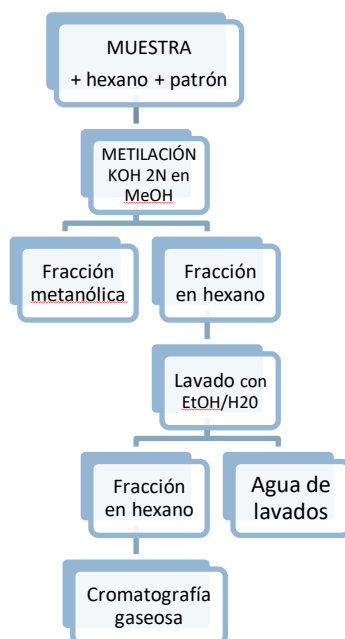 MUESTRA
+ hexano + patrón
METILACIÓN
KOH 2N en
MeOH
Fracción
metanólica
Fracción
en hexano
Lavado con
EtOH/H20
Fracción
en hexano
Agua de
lavados
Cromatografía
gaseosa